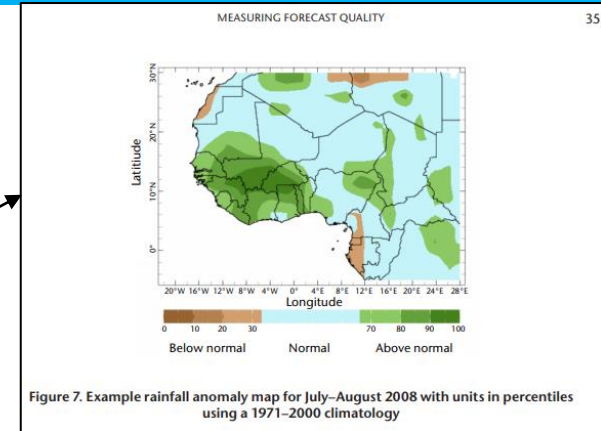 MEASURING FORECAST QUALITY 35
30°N
20°N
10°N
0°
Latitiude
20°W 16°W 12°W 8°W 4°W 0° 4°E 8°E 12°E 16°E 20°E 24°E 28°E
Longitude
0 10 20 30 70 80 90 100
Below normal Normal Above normal
Figure 7. Example rainfall anomaly map for July–August 2008 with units in percentiles
using a 1971–2000 climatology